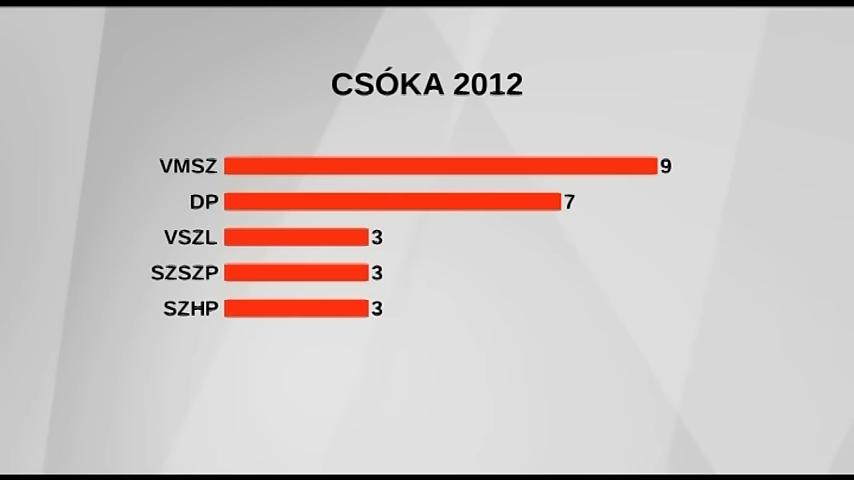 CSÓKA 2012
VMSZ 9
DP 7
VSZL 3
SZSZP 3
SZHP 3